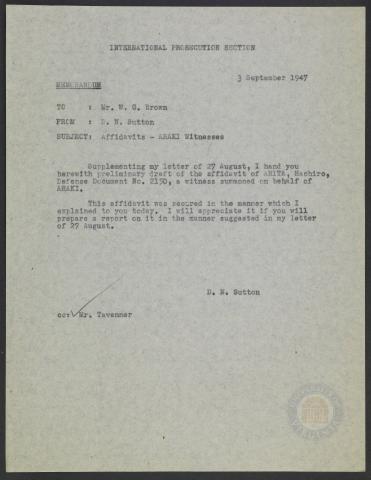 INTERNATIONAL PROSECUTION SECTION
3 September 1947
MEMORANDUM
TO : Mr. W. G. Brown
FROM : D. N. Sutton
SUBJECT: Affidavits - ARAKI Witnesses
Supplementing my letter of 27 August, I hand you
herewith preliminary draft of the affidavit of ARITA, Hachiro,
Defense Document No. 2150, a witness summoned on behalf of
ARAKI.
This affidavit was secured in the manner which I
explained to you today. I will appreciate it if you will
prepare a report on it in the manner suggested in my letter
of 27 August.
D. N. Sutton
cc: Mr. Tavenner